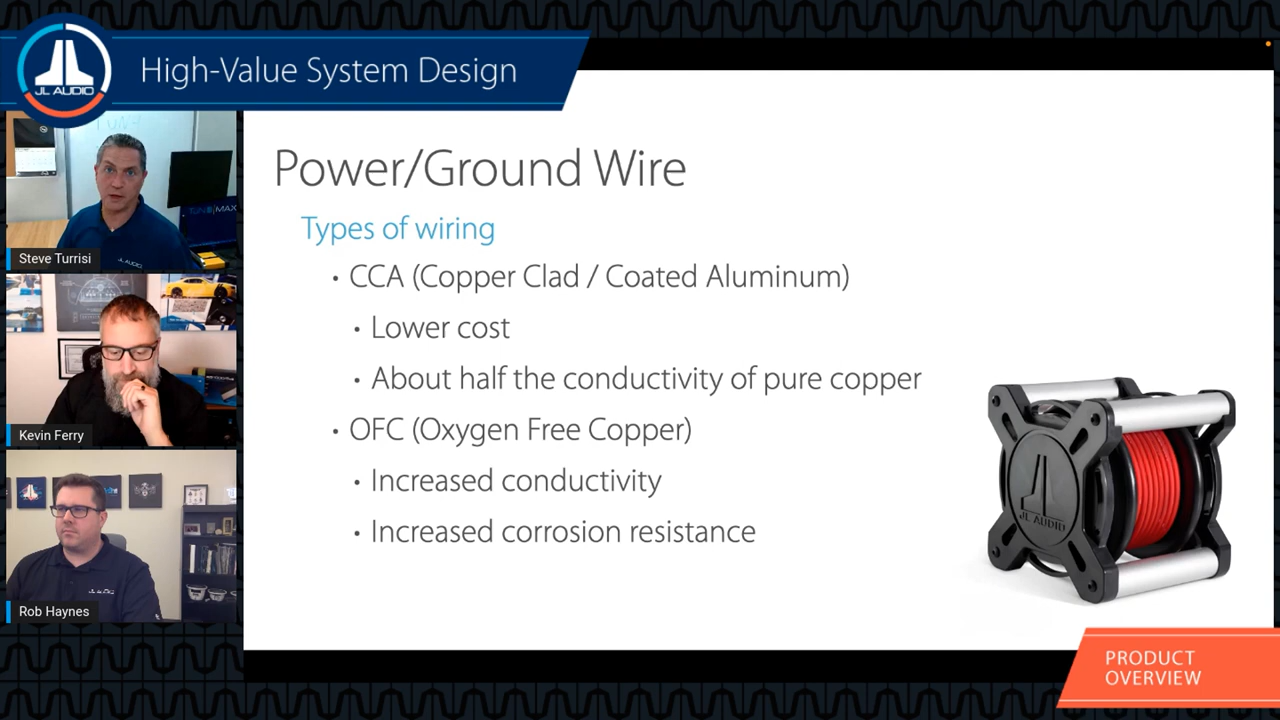 JL AUDIO
High-Value System Design
Steve Turrisi
Kevin Ferry
Rob Haynes
Power/Ground Wire
Types of wiring
• CCA (Copper Clad / Coated Aluminum)
• Lower cost
• About half the conductivity of pure copper
• OFC (Oxygen Free Copper)
• Increased conductivity
• Increased corrosion resistance
JL AUDIO
PRODUCT
OVERVIEW